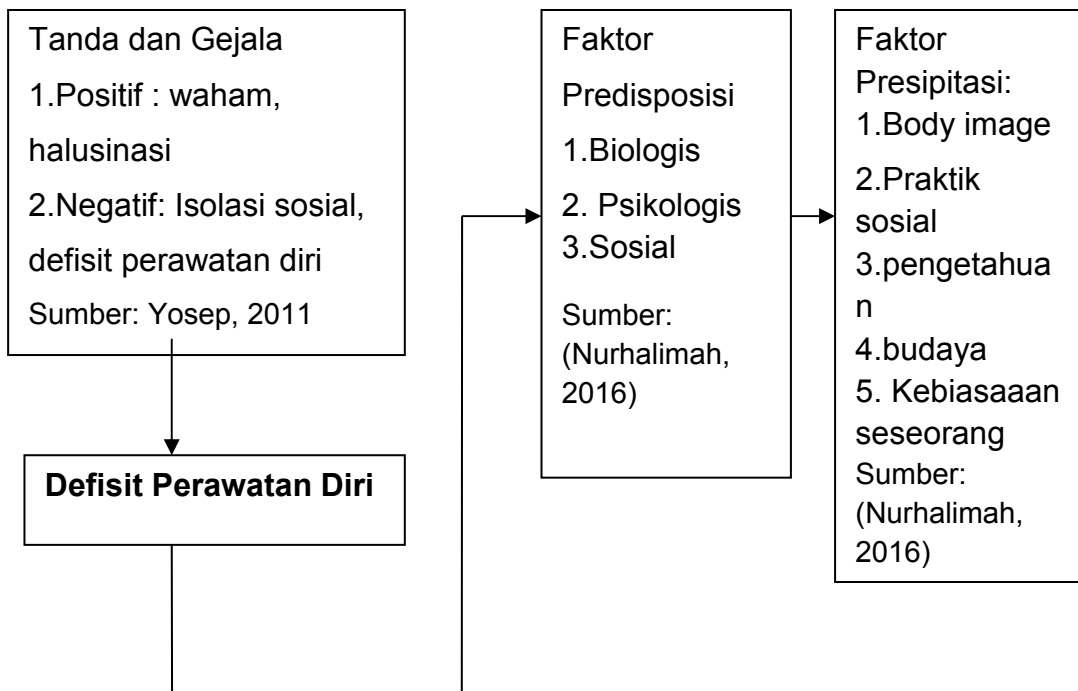 Tanda dan Gejala
1.Positif : waham,
halusinasi
2.Negatif: Isolasi sosial,
defisit perawatan diri
Sumber: Yosep, 2011
Defisit Perawatan Diri
Faktor
Predisposisi
1.Biologis
2. Psikologis
3.Sosial
Sumber:
(Nurhalimah,
2016)
Faktor
Presipitasi:
1.Body image
2.Praktik
sosial
3.pengetahua
n
4.budaya
5. Kebiasaaan
seseorang
Sumber:
(Nurhalimah,
2016)